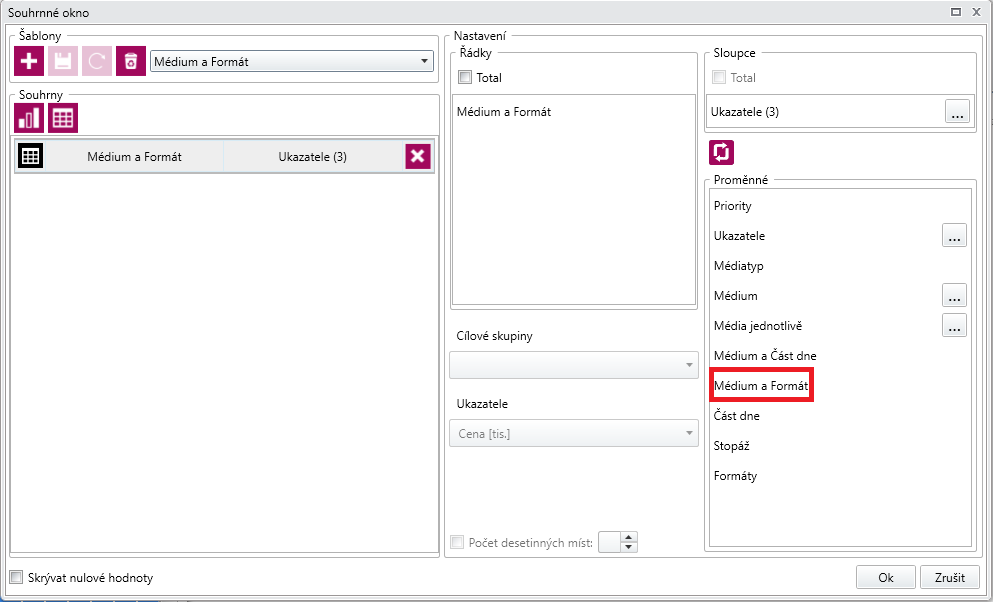 Souhrnné okno
Šablony
Médium a Formát
Souhrny
Médium a Formát
Ukazatele (3)
Nastavení
Řádky
Total
Médium a Formát
Cílové skupiny
Ukazatele
Cena [tis.]
Počet desetinných míst:
Sloupce
Total
Ukazatele (3)
...
Proměnné
Priority
Ukazatele
...
Médiatyp
Médium
...
Média jednotlivě
...
Médium a Část dne
Médium a Formát
Část dne
Stopáž
Formáty
Skrývat nulové hodnoty
Ok
Zrušit